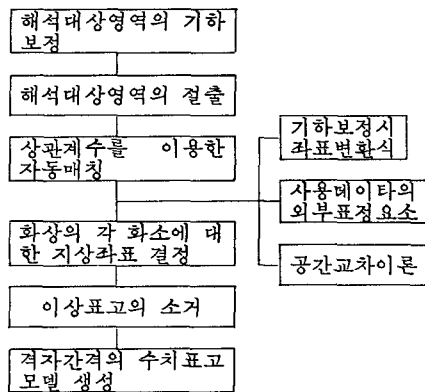 해석대상영역의 기하
보정
해석대상영역의 절출
상관계수를 이용한
자동매칭
화상의 각 화소에 대
한 지상좌표 결정
이상표고의 소거
격자간격의 수치표고
모델 생성
기하보정시
좌표변환식
사용데이타의
외부표정요소
공간교차이론